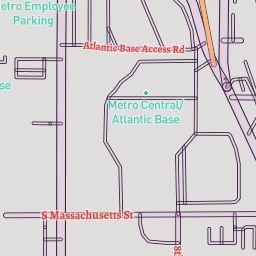 Metro Employee
Parking
Atlantic Base Access Rd
Metro Central/
Atlantic Base
S Massachusetts St